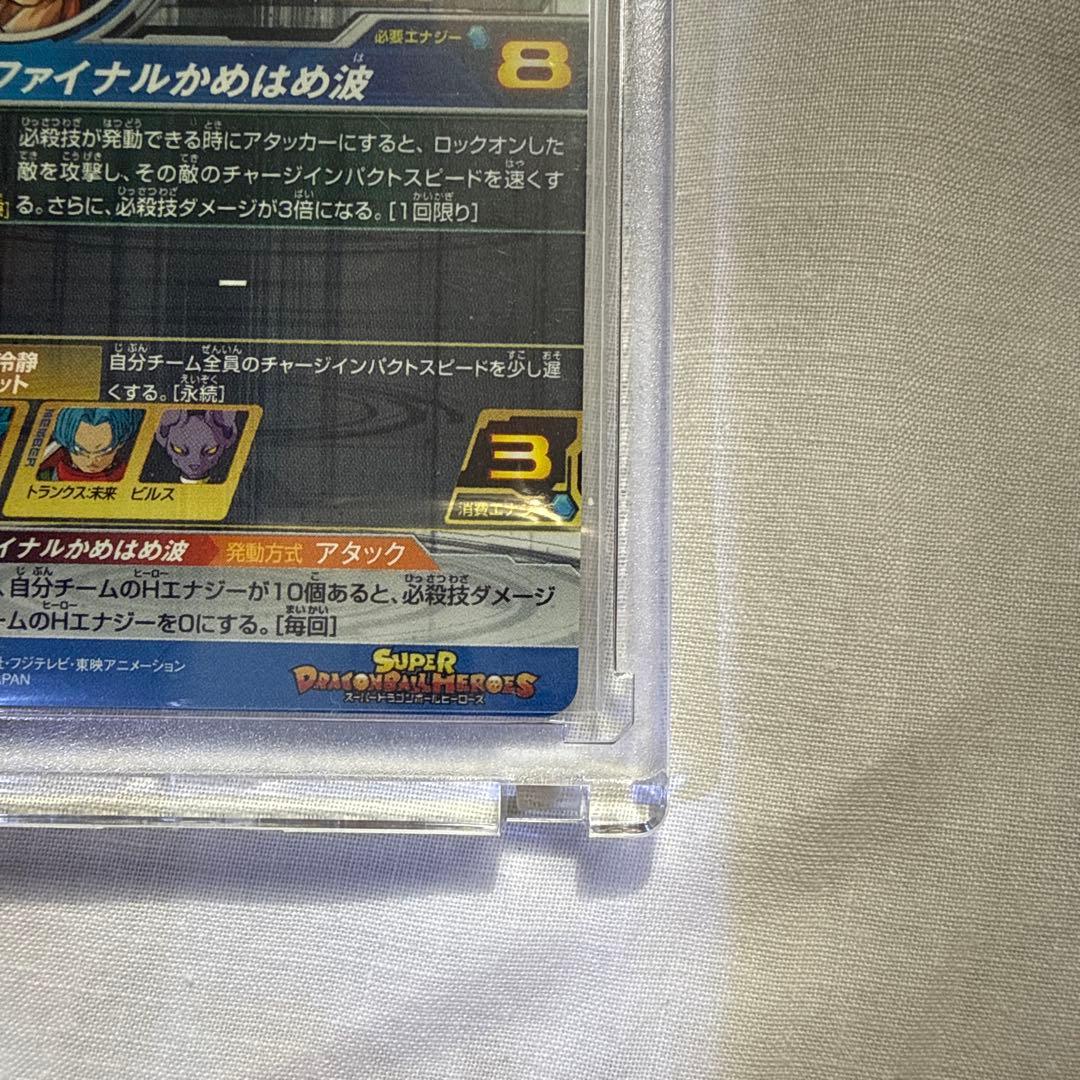 必要エナジー
8
ファイナルかめはめ波
必殺技が発動できる時にアタッカーにすると、ロックオンした
敵を攻撃し、その敵のチャージインパクトスピードを速くす
る。さらに、必殺技ダメージが3倍になる。[1回限り]
ー
冷静
ット
自分チーム全員のチャージインパクトスピードを少し遅
くする。[永続]
MEMBER
トランクス:未来 ビルス
3
消費エナジー
イナルかめはめ波 発動方式 アタック
、自分チームのHエナジーが10個あると、必殺技ダメージ
ームのHエナジーを0にする。[毎回]
社・フジテレビ・東映アニメーション
APAN
SUPER
DRAGONBALL HEROES
スーパードラゴンボールヒーローズ